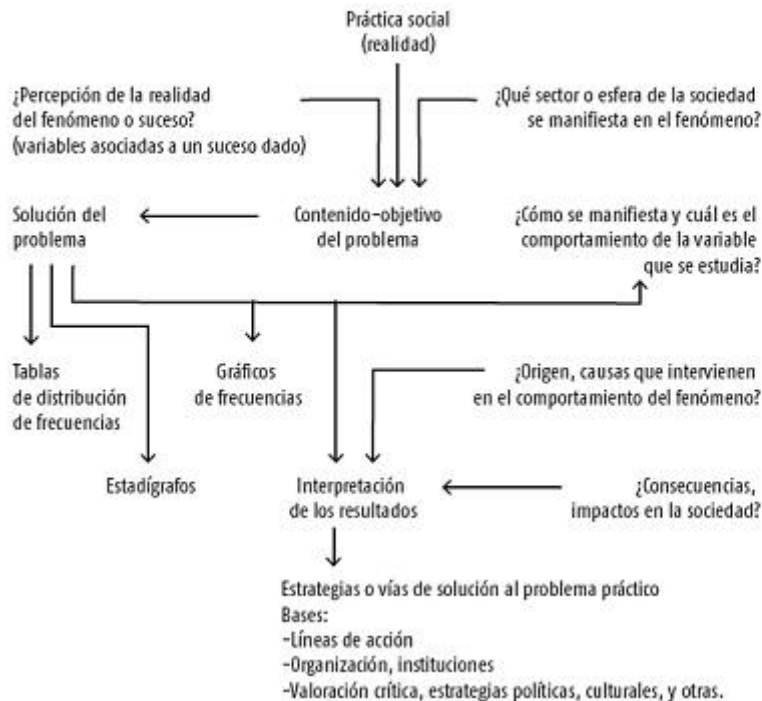 Práctica social
(realidad)
¿Percepción de la realidad
del fenómeno o suceso?
(variables asociadas a un suceso dado)
¿Qué sector o esfera de la sociedad
se manifiesta en el fenómeno?
Solución del
problema
Contenido-objetivo
del problema
¿Cómo se manifiesta y cuál es el
comportamiento de la variable
que se estudia?
Tablas
de distribución
de frecuencias
Gráficos
de frecuencias
¿Origen, causas que intervienen
en el comportamiento del fenómeno?
Estadígrafos
Interpretación
de los resultados
¿Consecuencias,
impactos en la sociedad?
Estrategias o vías de solución al problema práctico
Bases:
-Líneas de acción
-Organización, instituciones
-Valoración crítica, estrategias políticas, culturales, y otras.